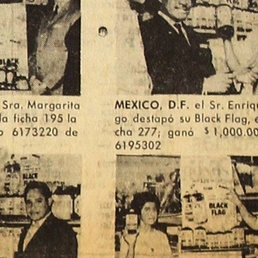 Sra. Margarita
la ficha 195 la
6173220 de
MEXICO, D.F. el Sr. Enriq
go destapó su Black Flag, e
cha 277; ganó $1,000.00
6195302
BLACK
FLAG